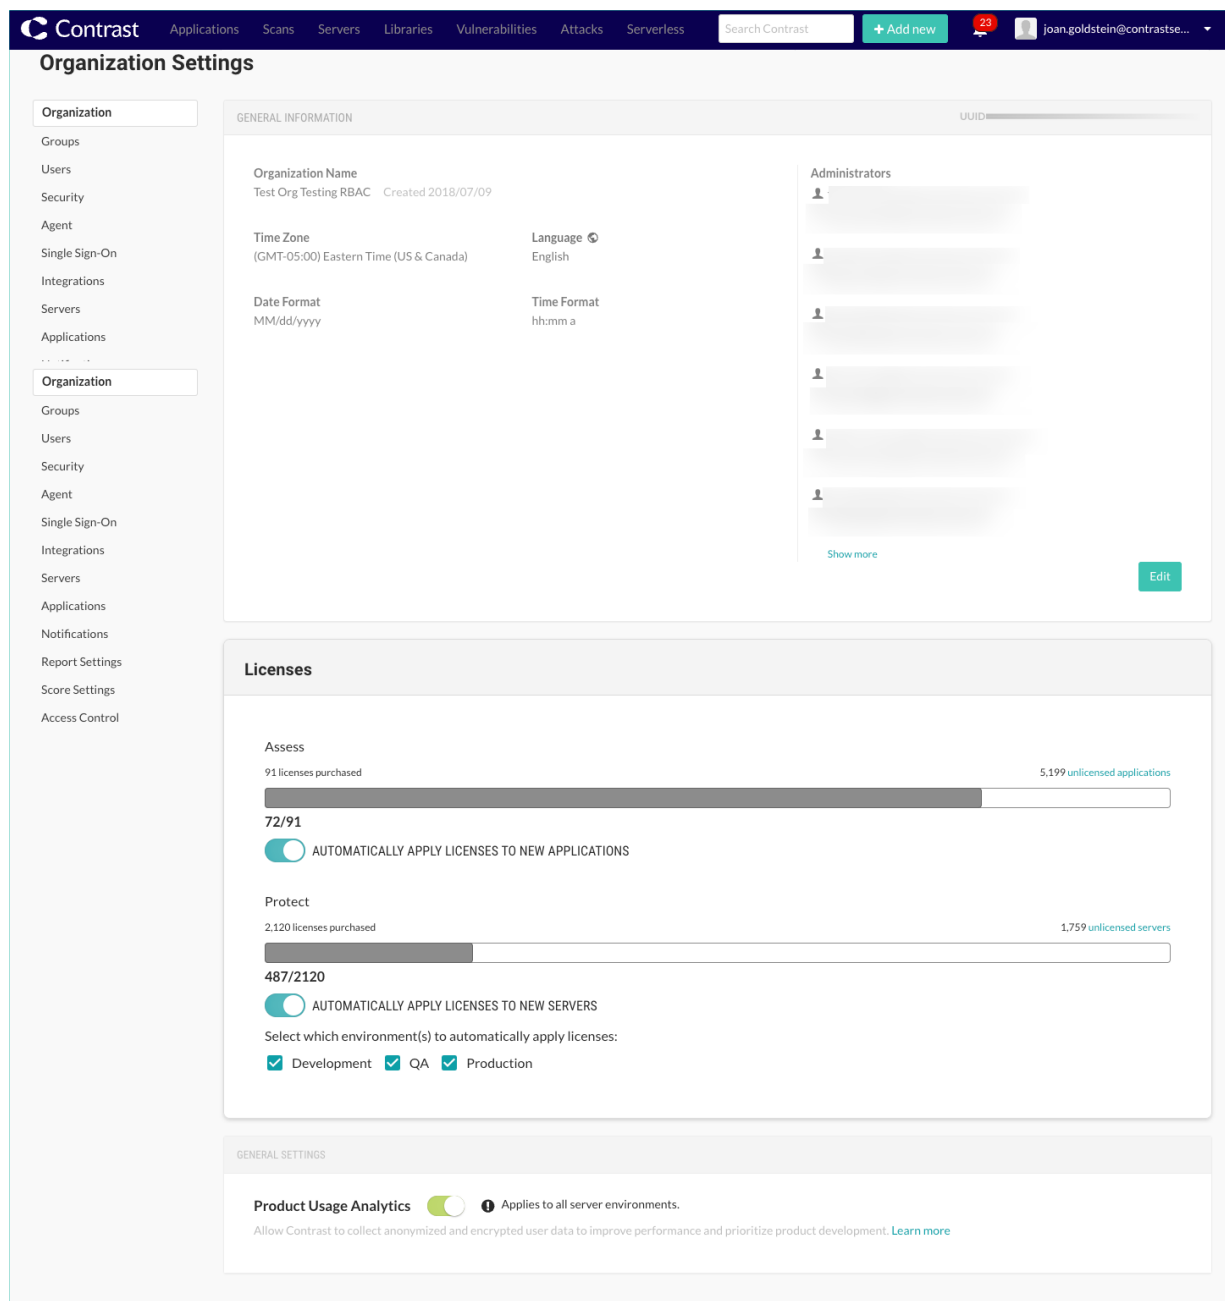 Contrast
Applications Scans Servers Libraries Vulnerabilities Attacks Serverless Search Contrast + Add new 23 joan.goldstein@contrastse...
Organization Settings
Organization
Groups
Users
Security
Agent
Single Sign-On
Integrations
Servers
Applications
Organization
Groups
Users
Security
Agent
Single Sign-On
Integrations
Servers
Applications
Notifications
Report Settings
Score Settings
Access Control
GENERAL INFORMATION UUID
Organization Name
Test Org Testing RBAC Created 2018/07/09
Time Zone Language
(GMT-05:00) Eastern Time (US & Canada) English
Date Format Time Format
MM/dd/yyyy hh:mm a
Administrators
Show more
Edit
Licenses
Assess
91 licenses purchased 5,199 unlicensed applications
72/91
AUTOMATICALLY APPLY LICENSES TO NEW APPLICATIONS
Protect
2,120 licenses purchased 1,759 unlicensed servers
487/2120
AUTOMATICALLY APPLY LICENSES TO NEW SERVERS
Select which environment(s) to automatically apply licenses:
Development QA Production
GENERAL SETTINGS
Product Usage Analytics Applies to all server environments.
Allow Contrast to collect anonymized and encrypted user data to improve performance and prioritize product development. Learn more